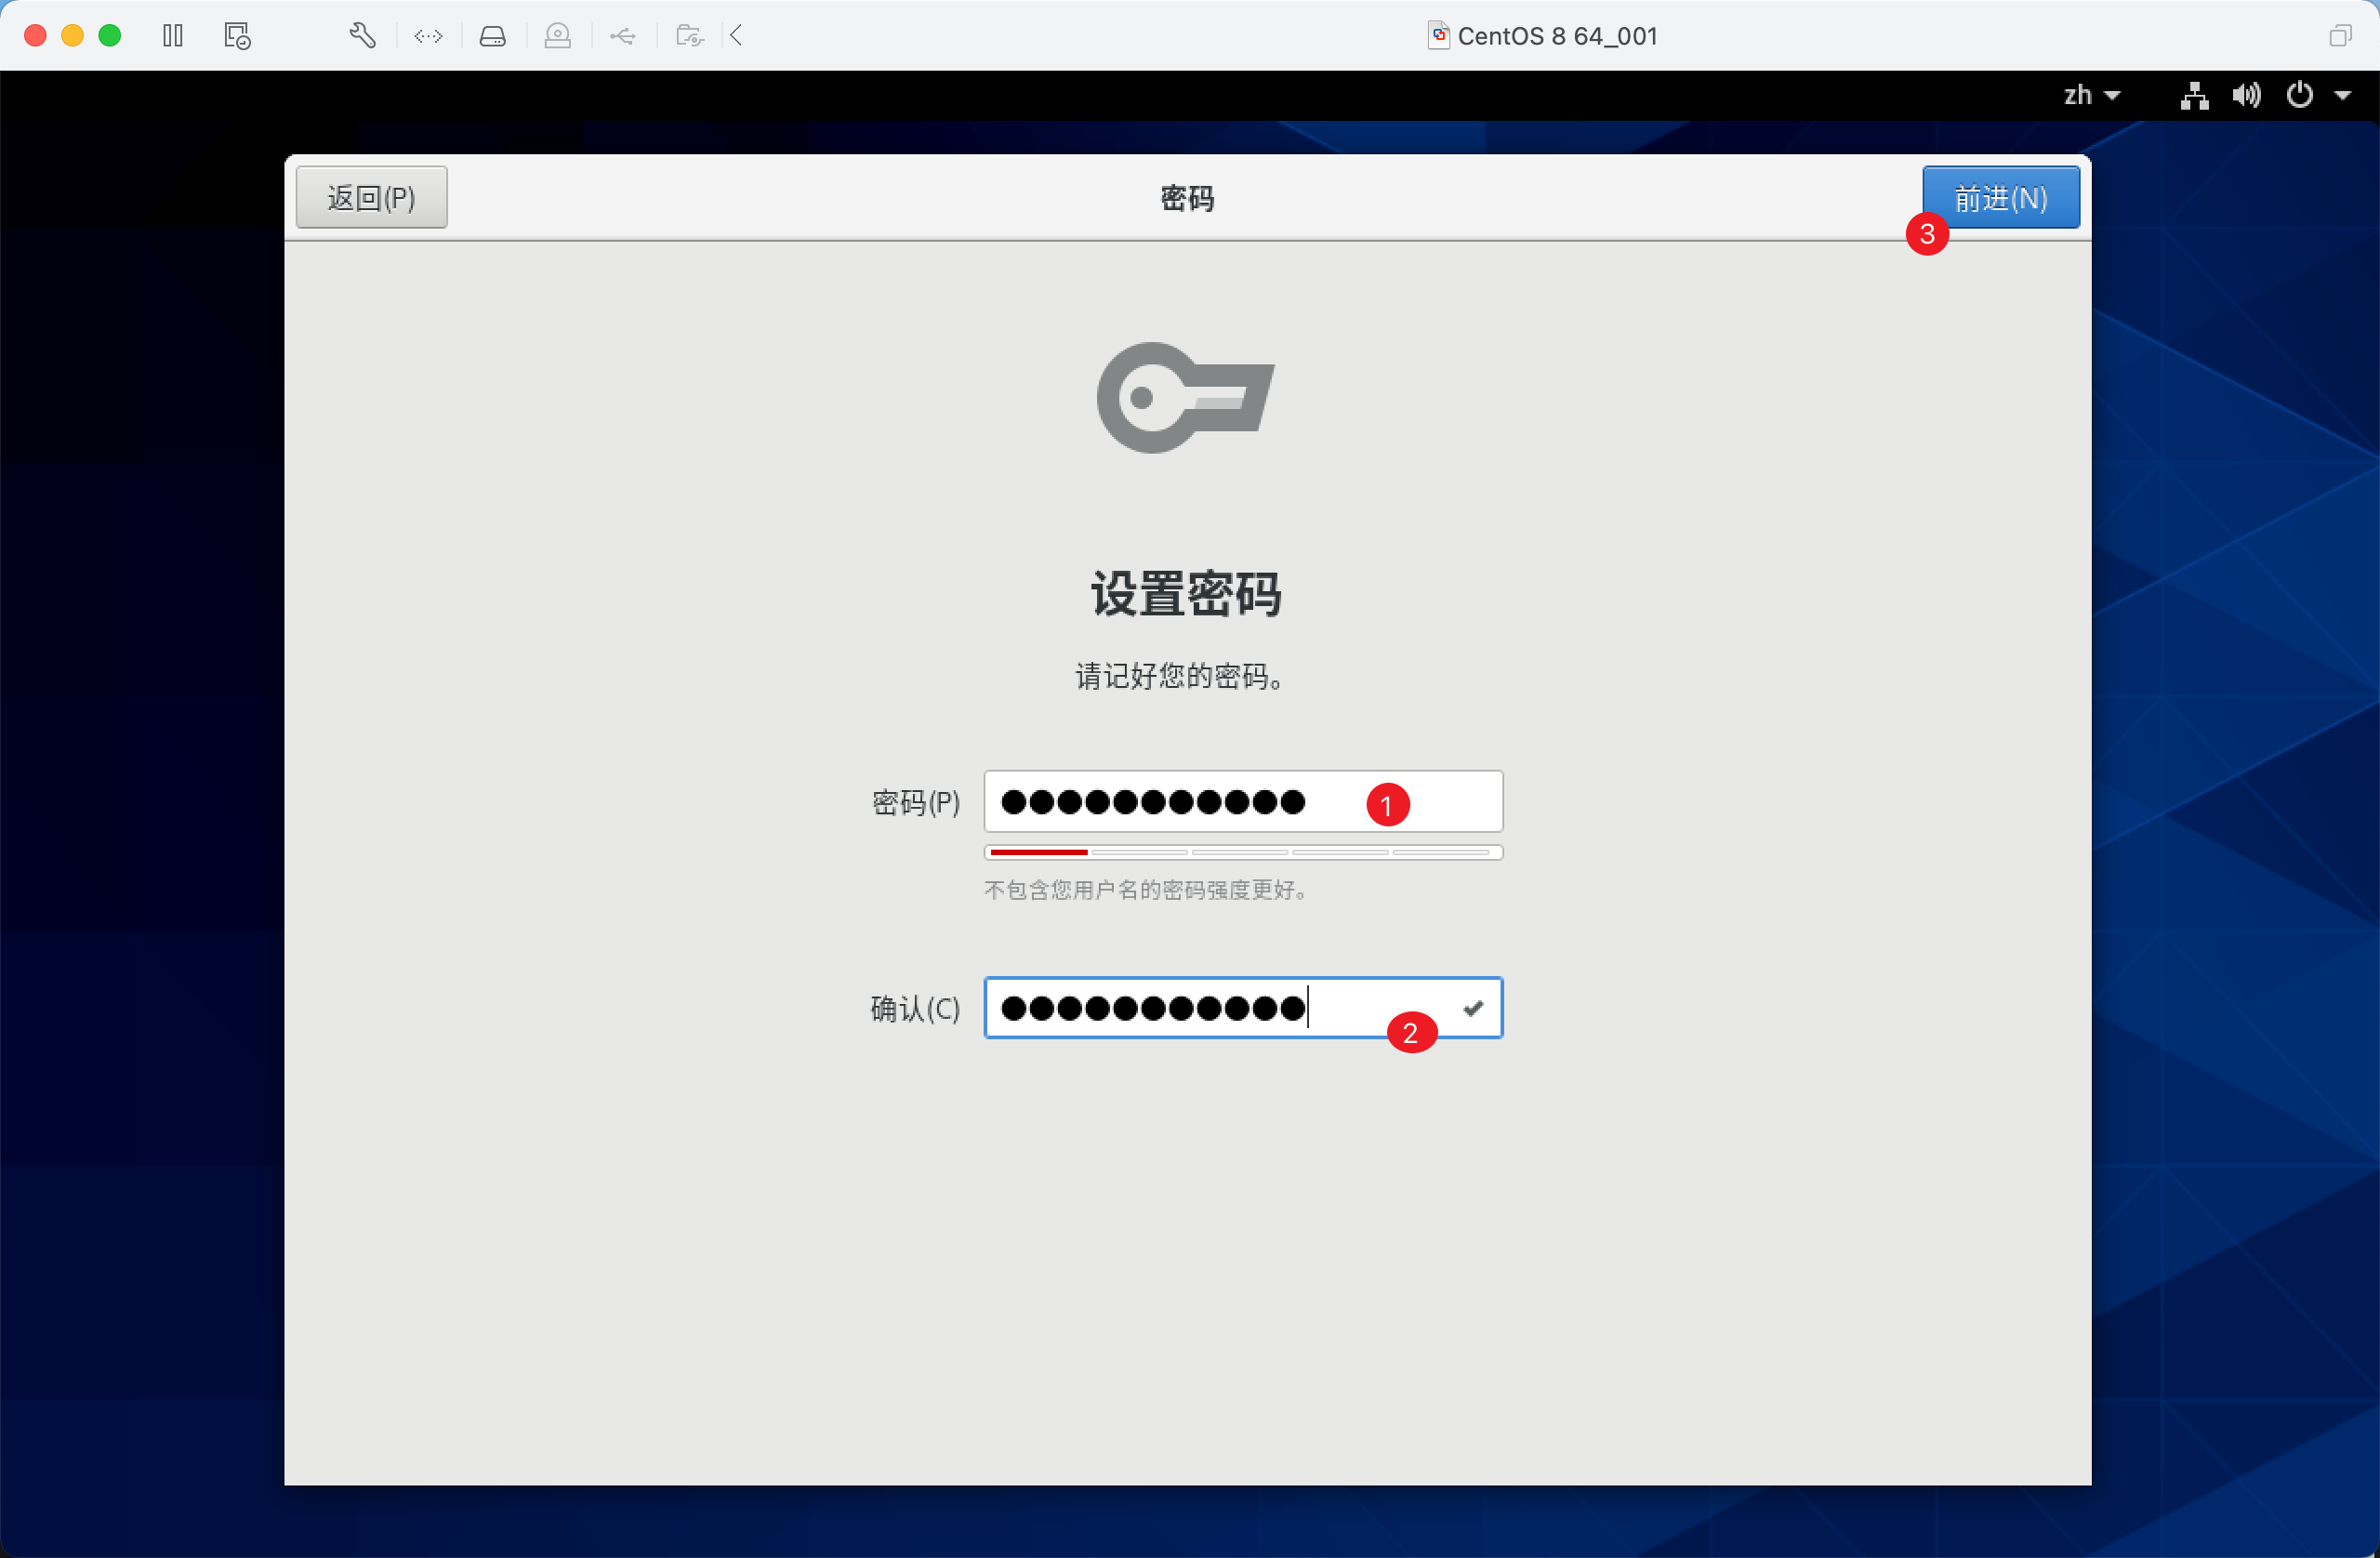 CentOS 8 64_001
zh
返回(P)
密码
前进(N)
3
设置密码
请记好您的密码。
密码(P)
1
不包含您用户名的密码强度更好。
确认(C)
2